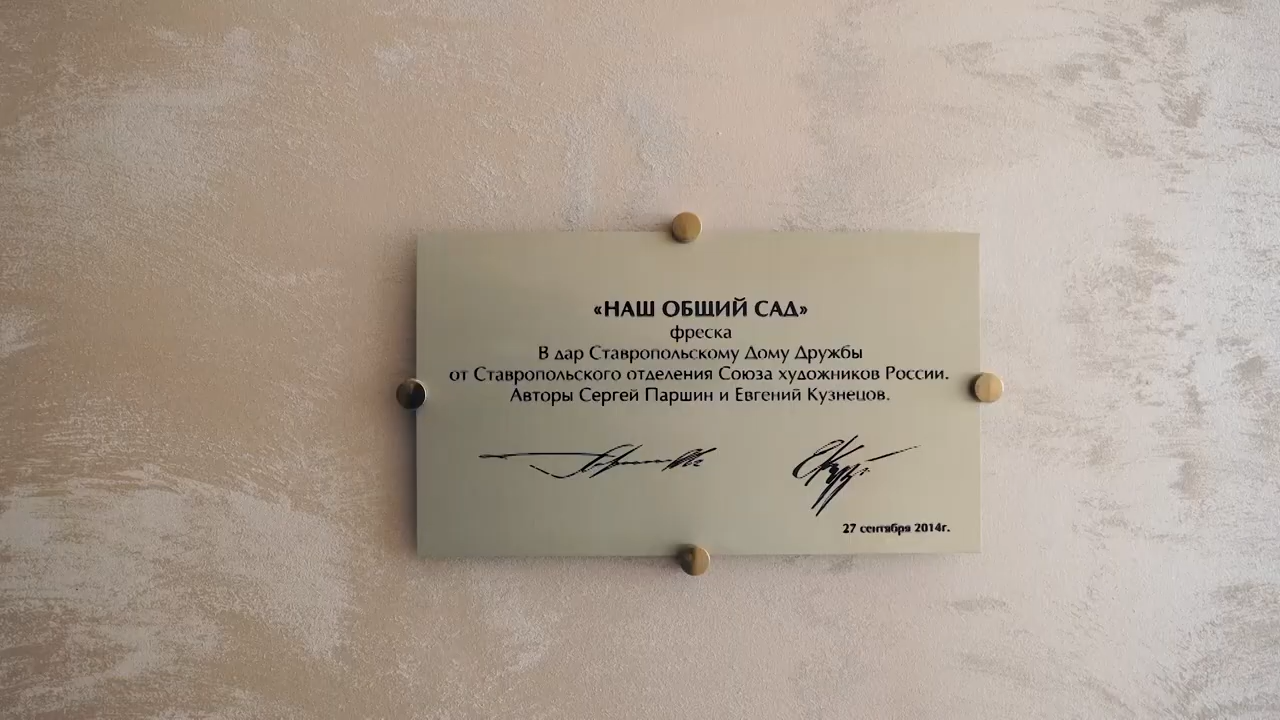 «НАШ ОБЩИЙ САД»
фреска
В дар Ставропольскому Дому Дружбы
от Ставропольского отделения Союза художников России.
Авторы Сергей Паршин и Евгений Кузнецов.
27 сентября 2014г.